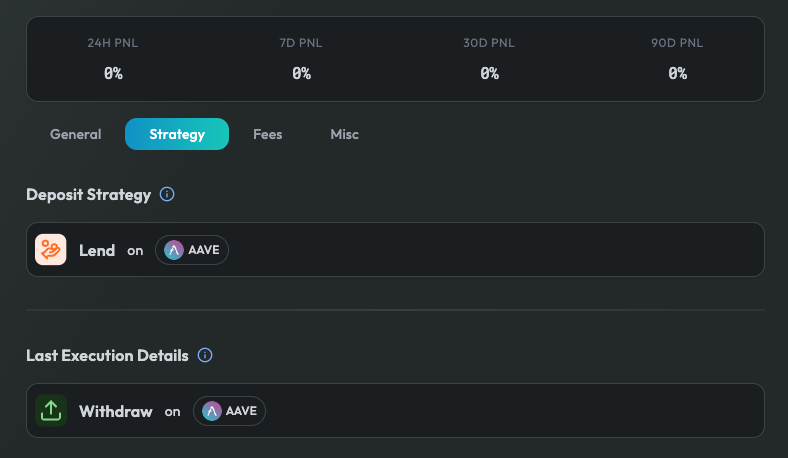 24H PNL 7D PNL 30D PNL 90D PNL
0% 0% 0% 0%
General Strategy Fees Misc
Deposit Strategy
Lend on AAVE
Last Execution Details
Withdraw on AAVE